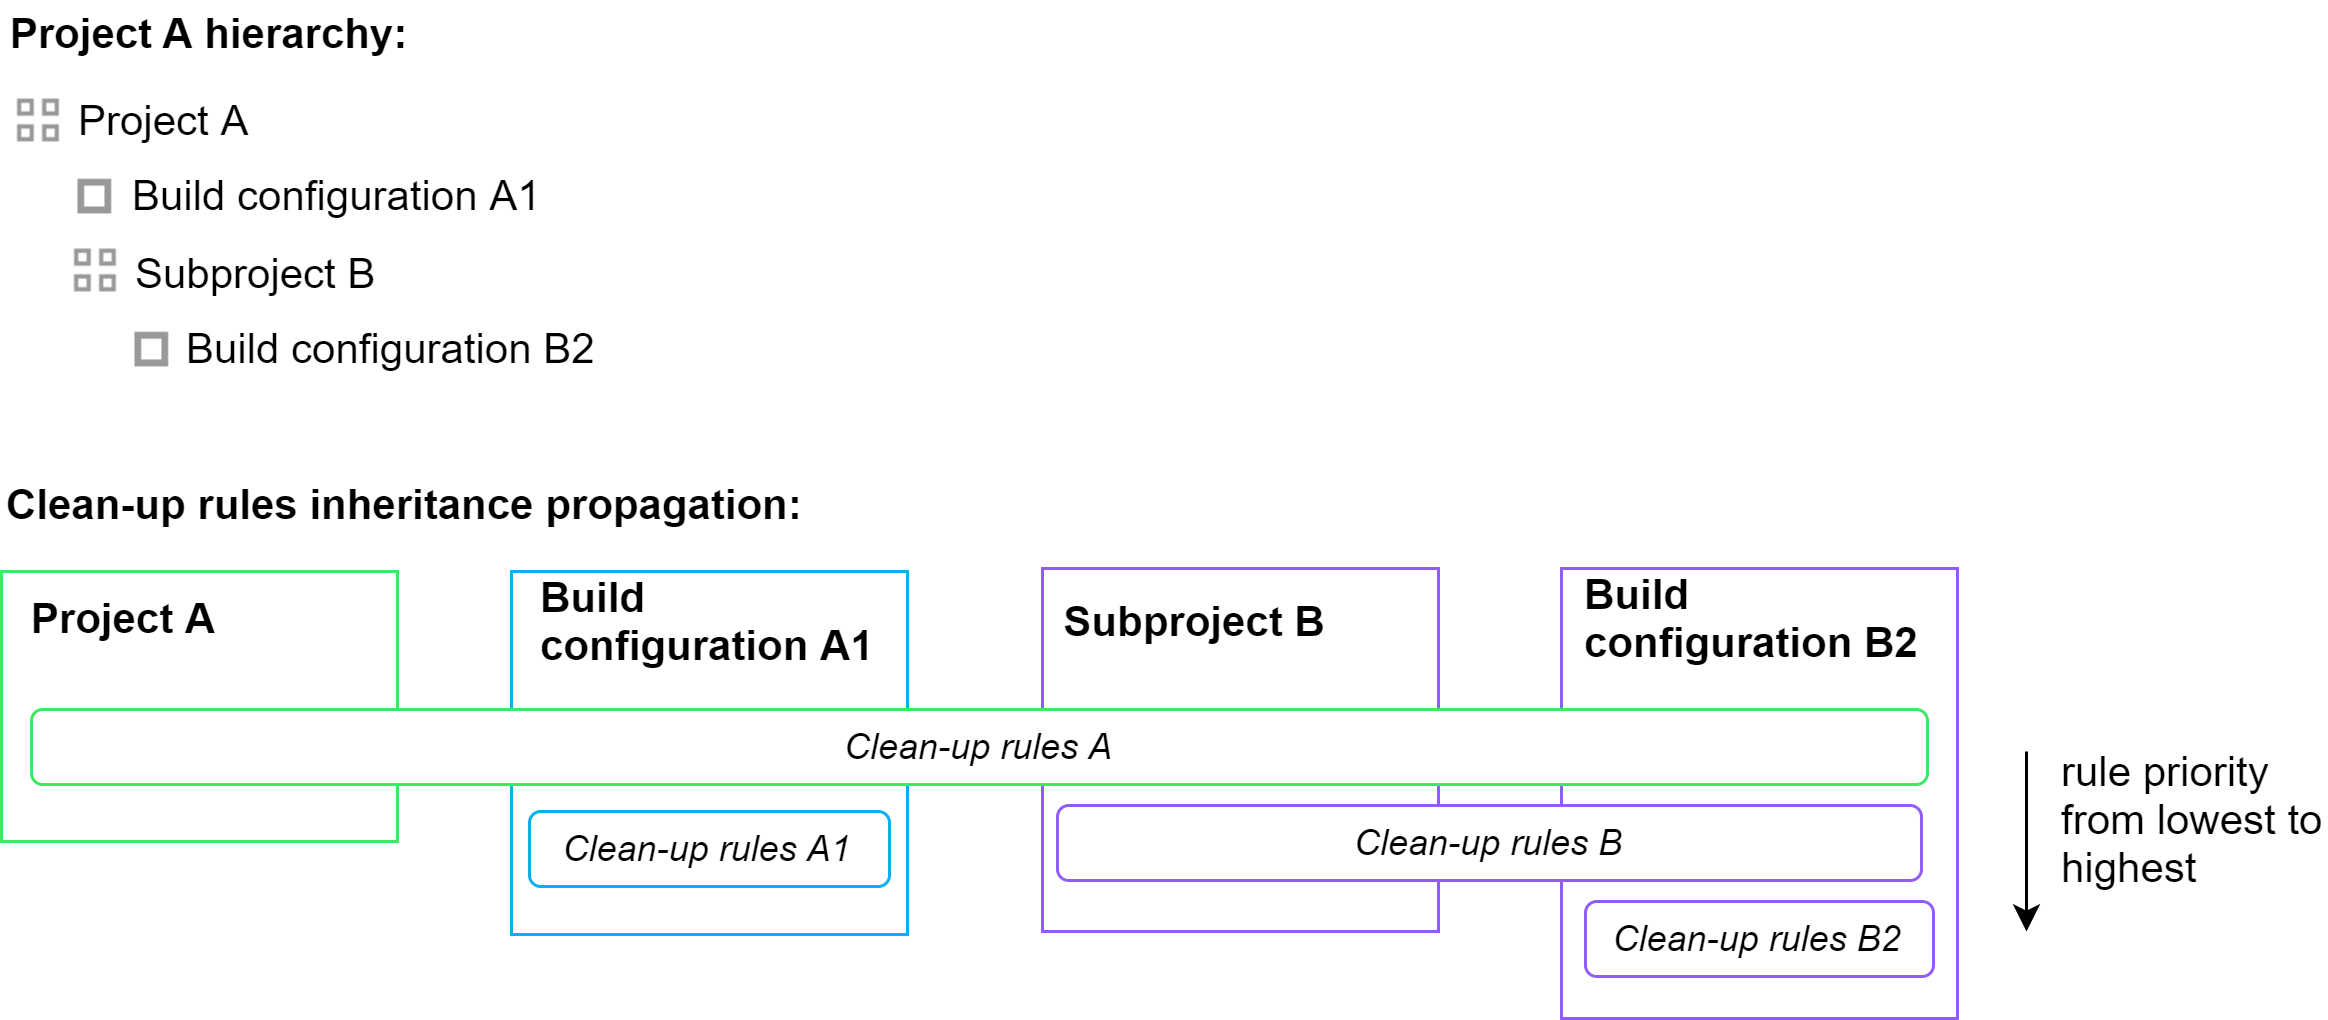 Project A hierarchy:
Project A
Build configuration A1
Subproject B
Build configuration B2
Clean-up rules inheritance propagation:
Project A
Build
configuration A1
Subproject B
Build
configuration B2
Clean-up rules A
Clean-up rules A1
Clean-up rules B
Clean-up rules B2
rule priority
from lowest to
highest